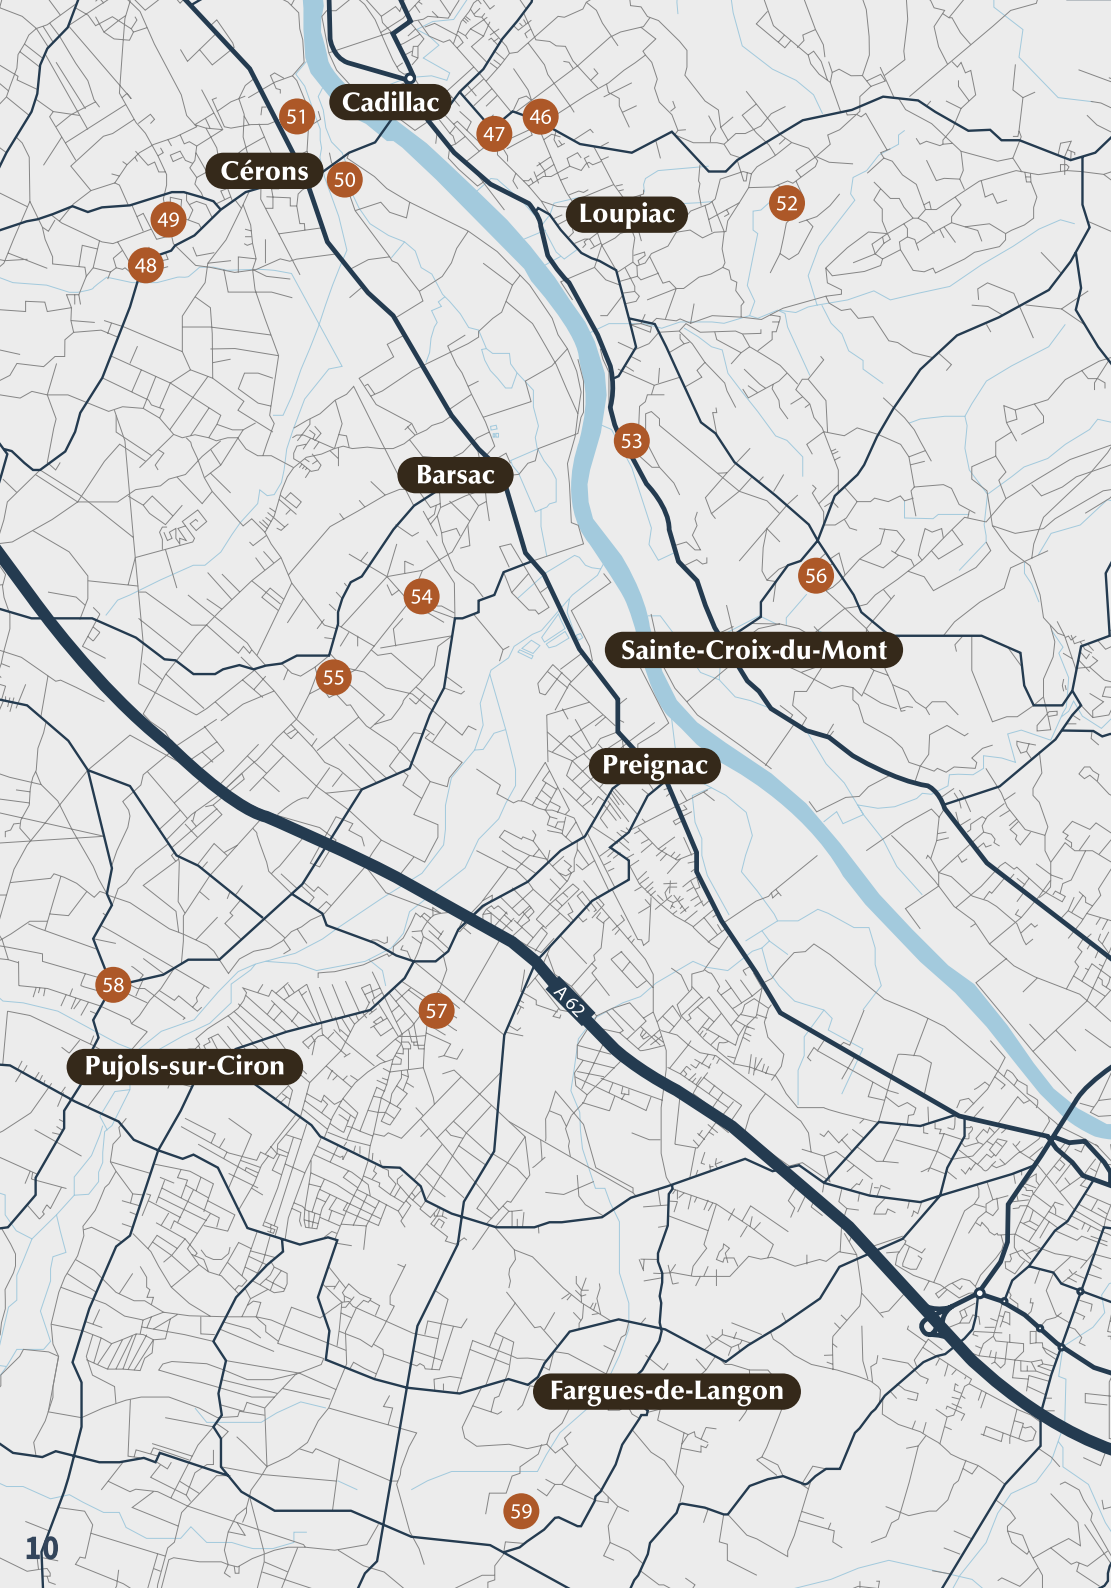 Cadillac
51
46
47
Cérons
50
52
Loupiac
49
48
53
Barsac
56
54
Sainte-Croix-du-Mont
55
Preignac
58
A 62
57
Pujols-sur-Ciron
Fargues-de-Langon
59
10